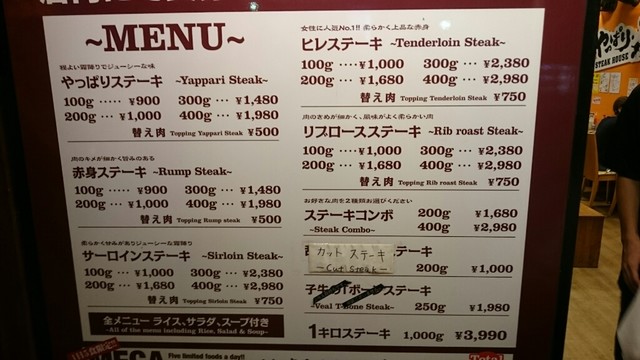 ~MENU~
程よい霜降りでジューシーな味
やっぱりステーキ ~Yappari Steak~
100g ····· ¥900 300g ··· ¥1,480
200g ··· ¥1,000 400g ··· ¥1,980
替え肉 Topping Yappari Steak ¥500
肉のキメが細かく旨みのある
赤身ステーキ ~Rump Steak~
100g ····· ¥900 300g ··· ¥1,480
200g ··· ¥1,000 400g ··· ¥1,980
替え肉 Topping Rump steak ¥500
柔らかく甘みがありジューシーな霜降り
サーロインステーキ ~Sirloin Steak~
100g ··· ¥1,000 300g ··· ¥2,380
200g ··· ¥1,680 400g ··· ¥2,980
替え肉 Topping Sirloin Steak ¥750
全メニュー ライス、サラダ、スープ付き
~All of the menu including Rice, Salad & Soup~
女性に人気No.1!! 柔らかく上品な赤身
ヒレステーキ ~Tenderloin Steak~
100g ···· ¥1,000 300g ··· ¥2,380
200g ···· ¥1,680 400g ··· ¥2,980
替え肉 Topping Tenderloin Steak ¥750
肉のきめが細かく、風味がよく柔らかい肉
リブロースステーキ ~Rib roast Steak~
100g ···· ¥1,000 300g ··· ¥2,380
200g ···· ¥1,680 400g ··· ¥2,980
替え肉 Topping Rib roast Steak ¥750
お好きな肉を2種類お選びください
ステーキコンボ 200g ¥1,680
~Steak Combo~ 400g ¥2,980
カット ステーキ テーキ
-Cut Steak- 200g ¥1,000
子牛のTボーンステーキ
~Veal T-Bone Steak~ 250g ¥1,980
1キロステーキ 1,000g ¥3,990
Five limited foods a day!!
Total
やっぱり
STEAK HOUSE